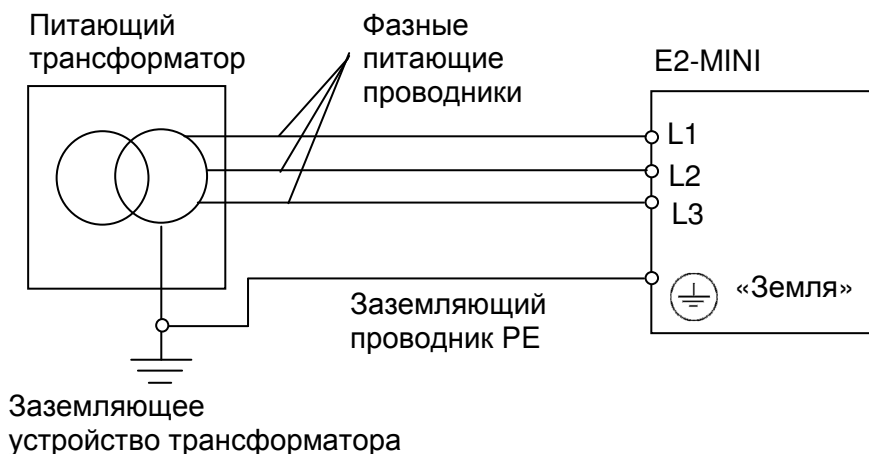 Питающий
трансформатор
Фазные
питающие
проводники
E2-MINI
L1
L2
L3
«Земля»
Заземляющий
проводник PE
Заземляющее
устройство трансформатора